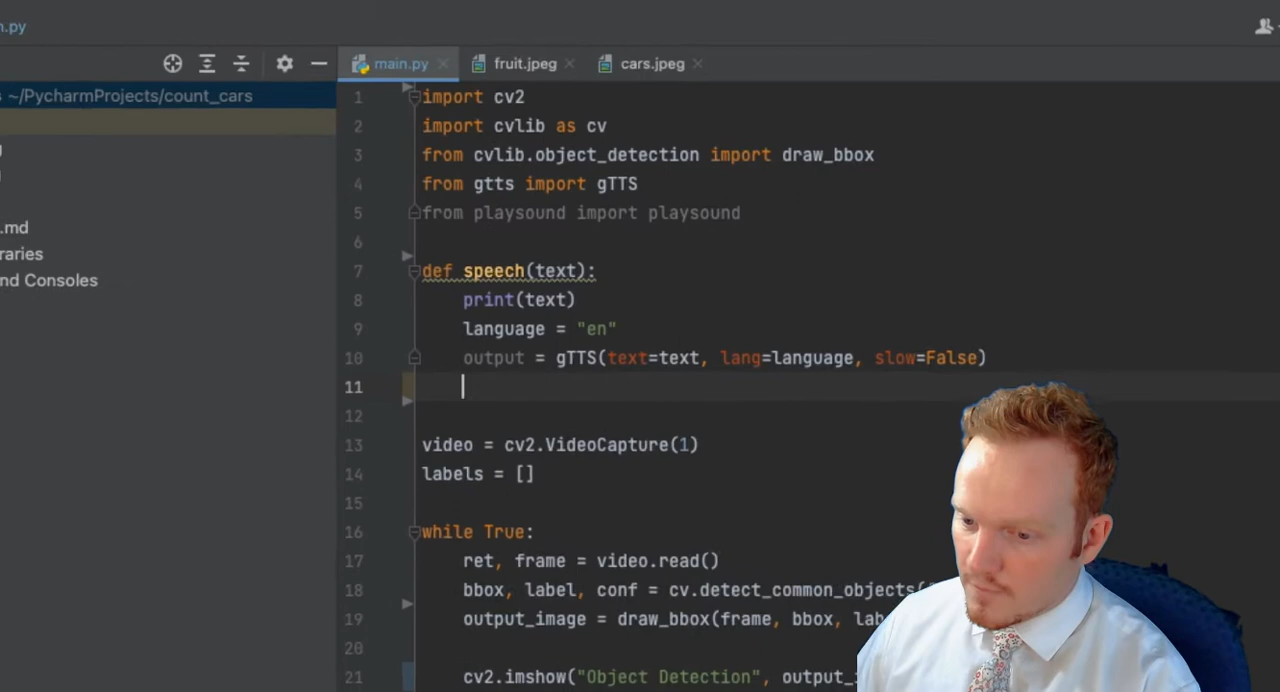 n.py
main.py
fruit.jpeg
cars.jpeg
~/PycharmProjects/count_cars
.md
raries
nd Consoles
1 import cv2
2 import cvlib as cv
3 from cvlib.object_detection import draw_bbox
4 from gtts import gTTS
5 from playsound import playsound
6
7 def speech(text):
8 print(text)
9 language = "en"
10 output = gTTS(text=text, lang=language, slow=False)
11
12
13 video = cv2.VideoCapture(1)
14 labels = []
15
16 while True:
17 ret, frame = video.read()
18 bbox, label, conf = cv.detect_common_objects(
19 output_image = draw_bbox(frame, bbox, lab
20
21 cv2.imshow("Object Detection", output_